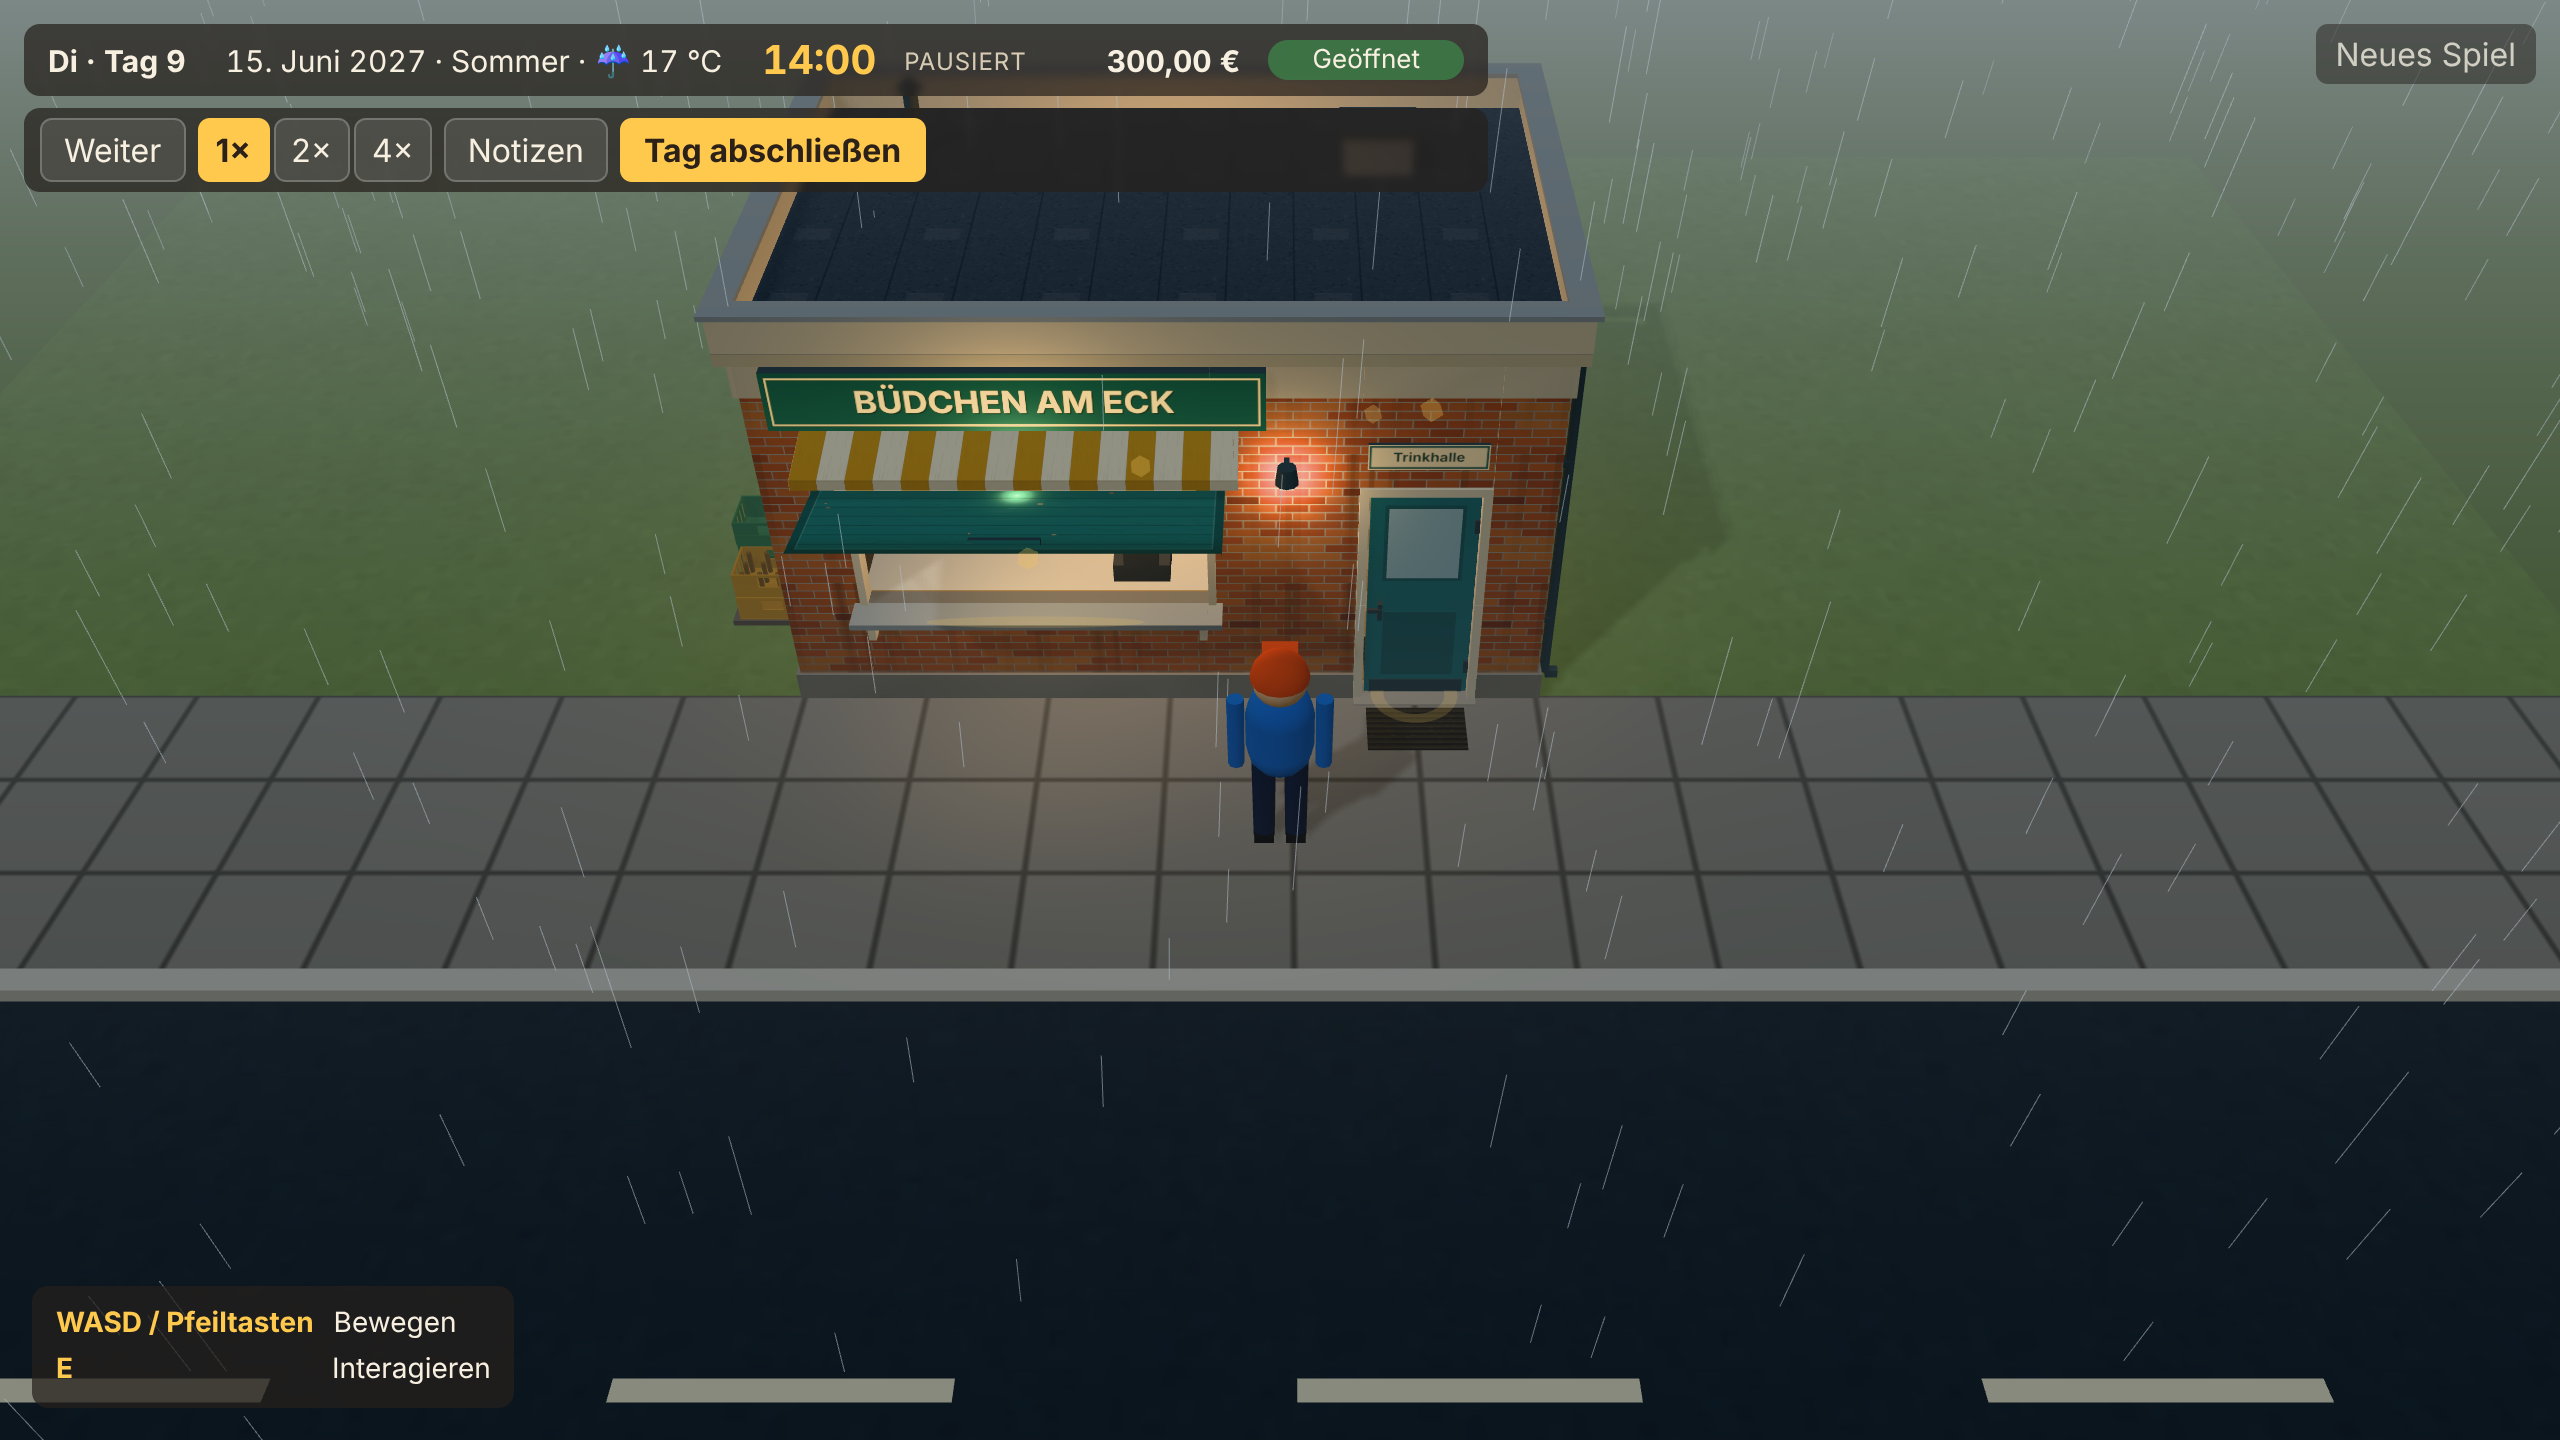 Di · Tag 9 15. Juni 2027 · Sommer · ☔ 17 °C 14:00 PAUSIERT 300,00 € Geöffnet
Neues Spiel
Weiter 1× 2× 4× Notizen Tag abschließen
BÜDCHEN AM ECK
Trinkhalle
WASD / Pfeiltasten Bewegen
E Interagieren